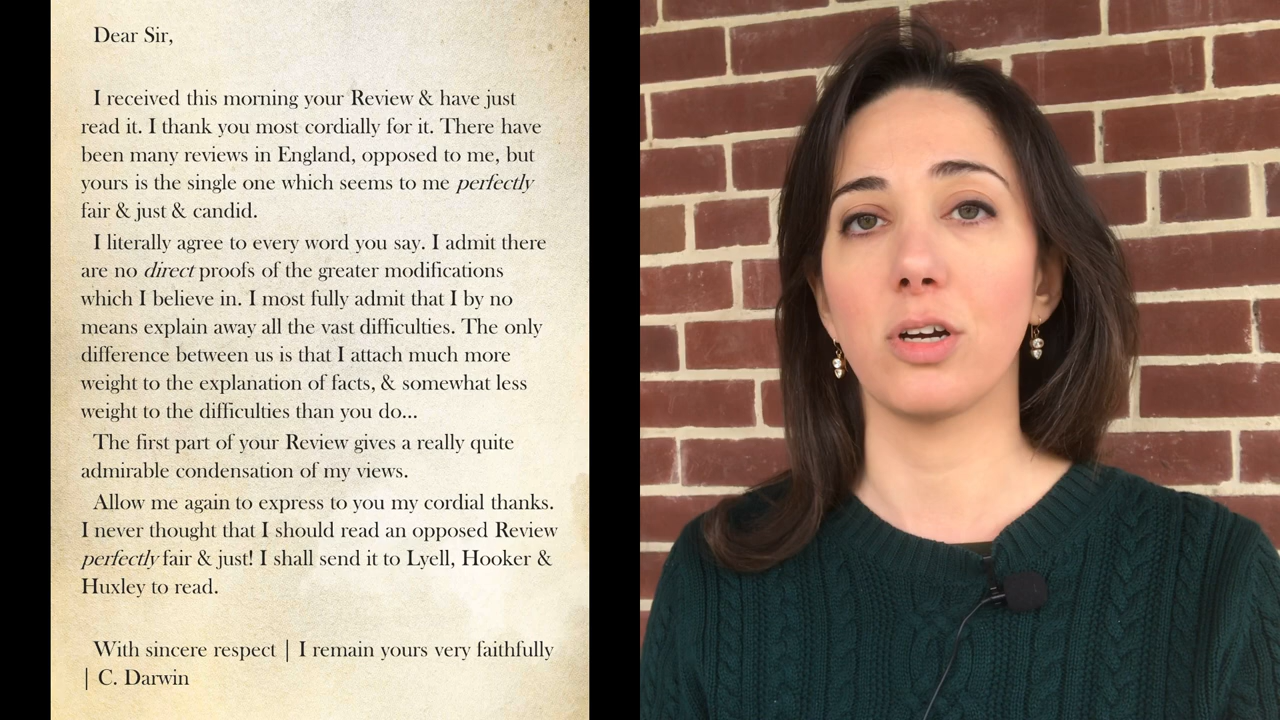 Dear Sir,
I received this morning your Review & have just
read it. I thank you most cordially for it. There have
been many reviews in England, opposed to me, but
yours is the single one which seems to me perfectly
fair & just & candid.
I literally agree to every word you say. I admit there
are no direct proofs of the greater modifications
which I believe in. I most fully admit that I by no
means explain away all the vast difficulties. The only
difference between us is that I attach much more
weight to the explanation of facts, & somewhat less
weight to the difficulties than you do...
The first part of your Review gives a really quite
admirable condensation of my views.
Allow me again to express to you my cordial thanks.
I never thought that I should read an opposed Review
perfectly fair & just! I shall send it to Lyell, Hooker &
Huxley to read.
With sincere respect | I remain yours very faithfully
| C. Darwin